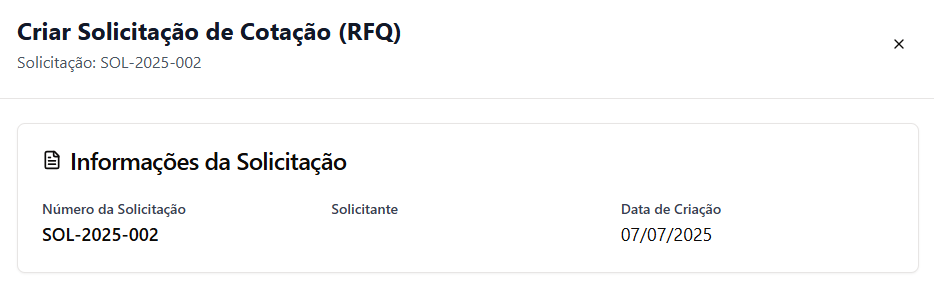 Criar Solicitação de Cotação (RFQ)
Solicitação: SOL-2025-002
Informações da Solicitação
Número da Solicitação
SOL-2025-002
Solicitante
Data de Criação
07/07/2025